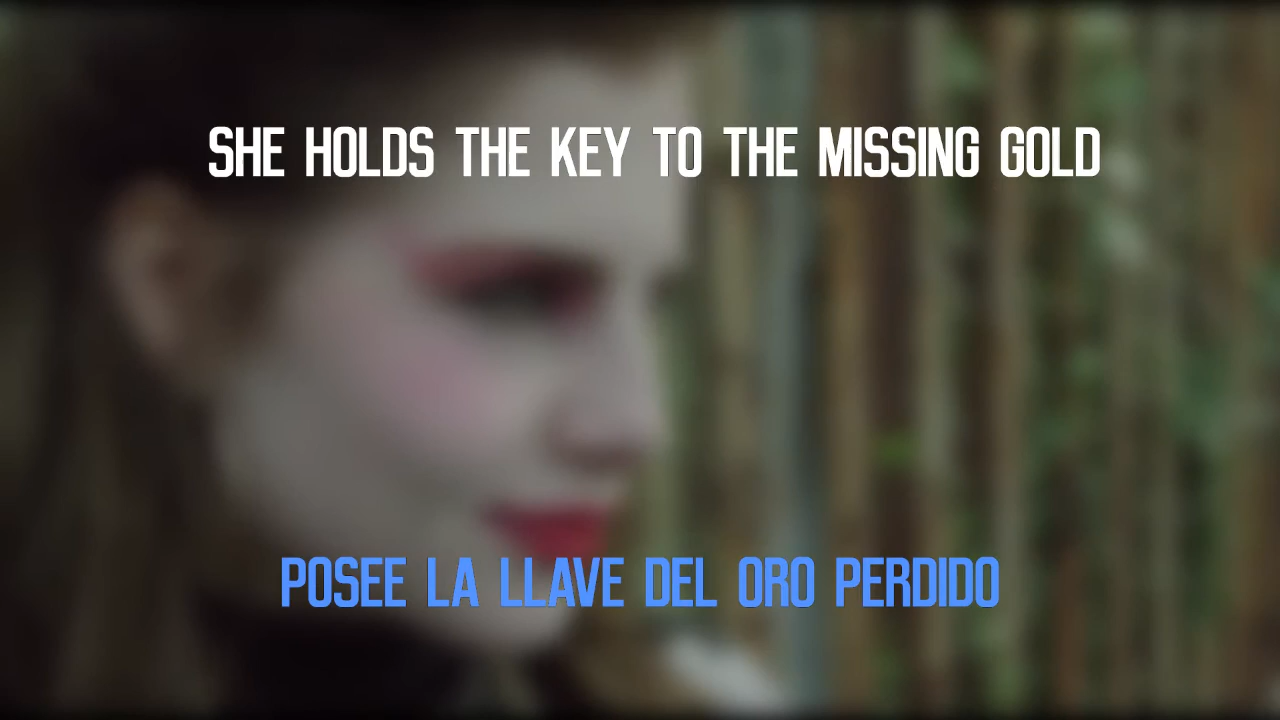 SHE HOLDS THE KEY TO THE MISSING GOLD
POSEE LA LLAVE DEL ORO PERDIDO